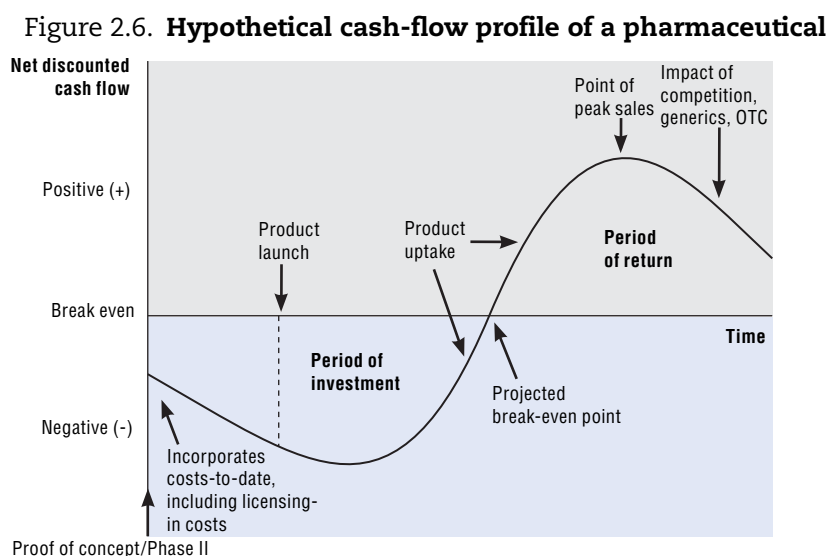 Figure 2.6. Hypothetical cash-flow profile of a pharmaceutical
Net discounted
cash flow
Positive (+)
Break even
Negative (-)
Product
launch
Period of
investment
Product
uptake
Point of
peak sales
Impact of
competition,
generics, OTC
Period
of return
Time
Projected
break-even point
Incorporates
costs-to-date,
including licensing-
in costs
Proof of concept/Phase II